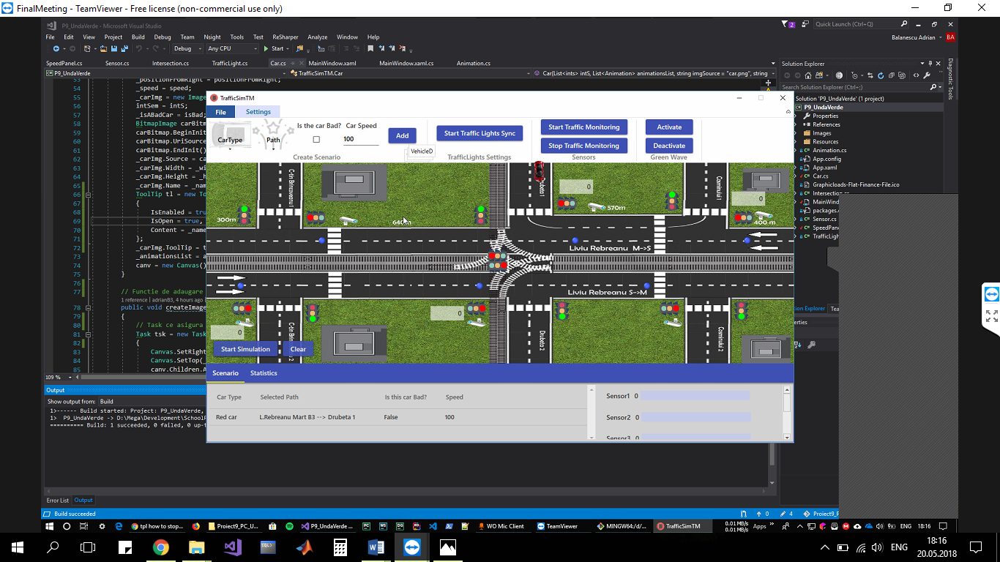 FinalMeeting - TeamViewer - Free license (non-commercial use only)
P9_UndaVerde - Microsoft Visual Studio
Quick Launch (Ctrl+Q)
File Edit View Project Build Debug Team Nsight Tools Test ReSharper Analyze Window Help
Balanescu Adrian BA
Debug Any CPU Start
SpeedPanel.cs Sensor.cs Intersection.cs TrafficLight.cs Car.cs MainWindow.xaml MainWindow.xaml.cs Animation.cs
P9_UndaVerde TrafficSimTM.Car Car(List<int> intS, List<Animation> animationsList, string imgSource = "car.png", string
53 _positionFromRight = positionFromRight;
54 _speed = speed;
55 _carImg = new Image
56 intSem = intS;
57 _isABadCar = isBad;
58 BitmapImage carBitm
59 carBitmap.BeginInit
60 carBitmap.UriSource
61 carBitmap.EndInit()
62 _carImg.Source = ca
63 _carImg.Width = _wi
64 _carImg.Height = _h
65 _carImg.Name = _nam
66 ToolTip tl = new To
67 {
68 IsEnabled = tru
69 IsOpen = true,
70 Content = _name
71 };
72 _carImg.ToolTip = t
73 _animationsList = a
74 canv = new Canvas()
75 }
76
77 // Functie de adaugare
1 reference | adrianB3, 4 hours ago |
78 public void createImage
79 {
80 // Task ce asigura
81 Task tsk = new Task
82 {
83 Canvas.SetRight
84 Canvas.SetTop(_
85 canv.Children.A
109 %
Solution Explorer
Search Solution Explorer (Ctrl+;)
Solution 'P9_UndaVerde' (1 project)
P9_UndaVerde
Properties
References
Images
Resources
Animation.cs
App.config
App.xaml
Car.cs
Graphicloads-Flat-Finance-File.ico
Intersection
MainWind
packages.c
Sensor.cs
SpeedPane
TrafficLigh
Diagnostic Tools
TrafficSimTM
File Settings
CarType
Path
Is the car Bad? Car Speed
100
Add
Create Scenario
VehicleD
Start Traffic Lights Sync
TrafficLights Settings
Start Traffic Monitoring
Stop Traffic Monitoring
Sensors
Activate
Deactivate
Green Wave
0
0
300m
640m
570m
400 m
Liviu Rebreanu M->S
Liviu Rebreanu S->M
0
0
Drubeta 2
Cosminului 1
Cosminului 2
Start Simulation Clear
Scenario Statistics
Car Type Selected Path Is this car Bad? Speed
Red car L.Rebreanu Mart B3 --> Drubeta 1 False 100
Sensor1 0
Sensor2 0
Sensor3 0
Output
Show output from: Build
1>------ Build started: Project: P9_UndaVerde,
1> P9_UndaVerde -> D:\Mega\Development\SchoolP
========== Build: 1 succeeded, 0 failed, 0 up-t
Error List Output
Build succeeded
0 4 Project9_P
tpl how to stop... Proiect9_PC_U... P9_UndaVerde ... WO Mic Client TeamViewer MINGW64:/d/... TrafficSimTM
0.01 MB/s
0.01 MB/s
Apps ENG 18:16
ENG
18:16
20.05.2018